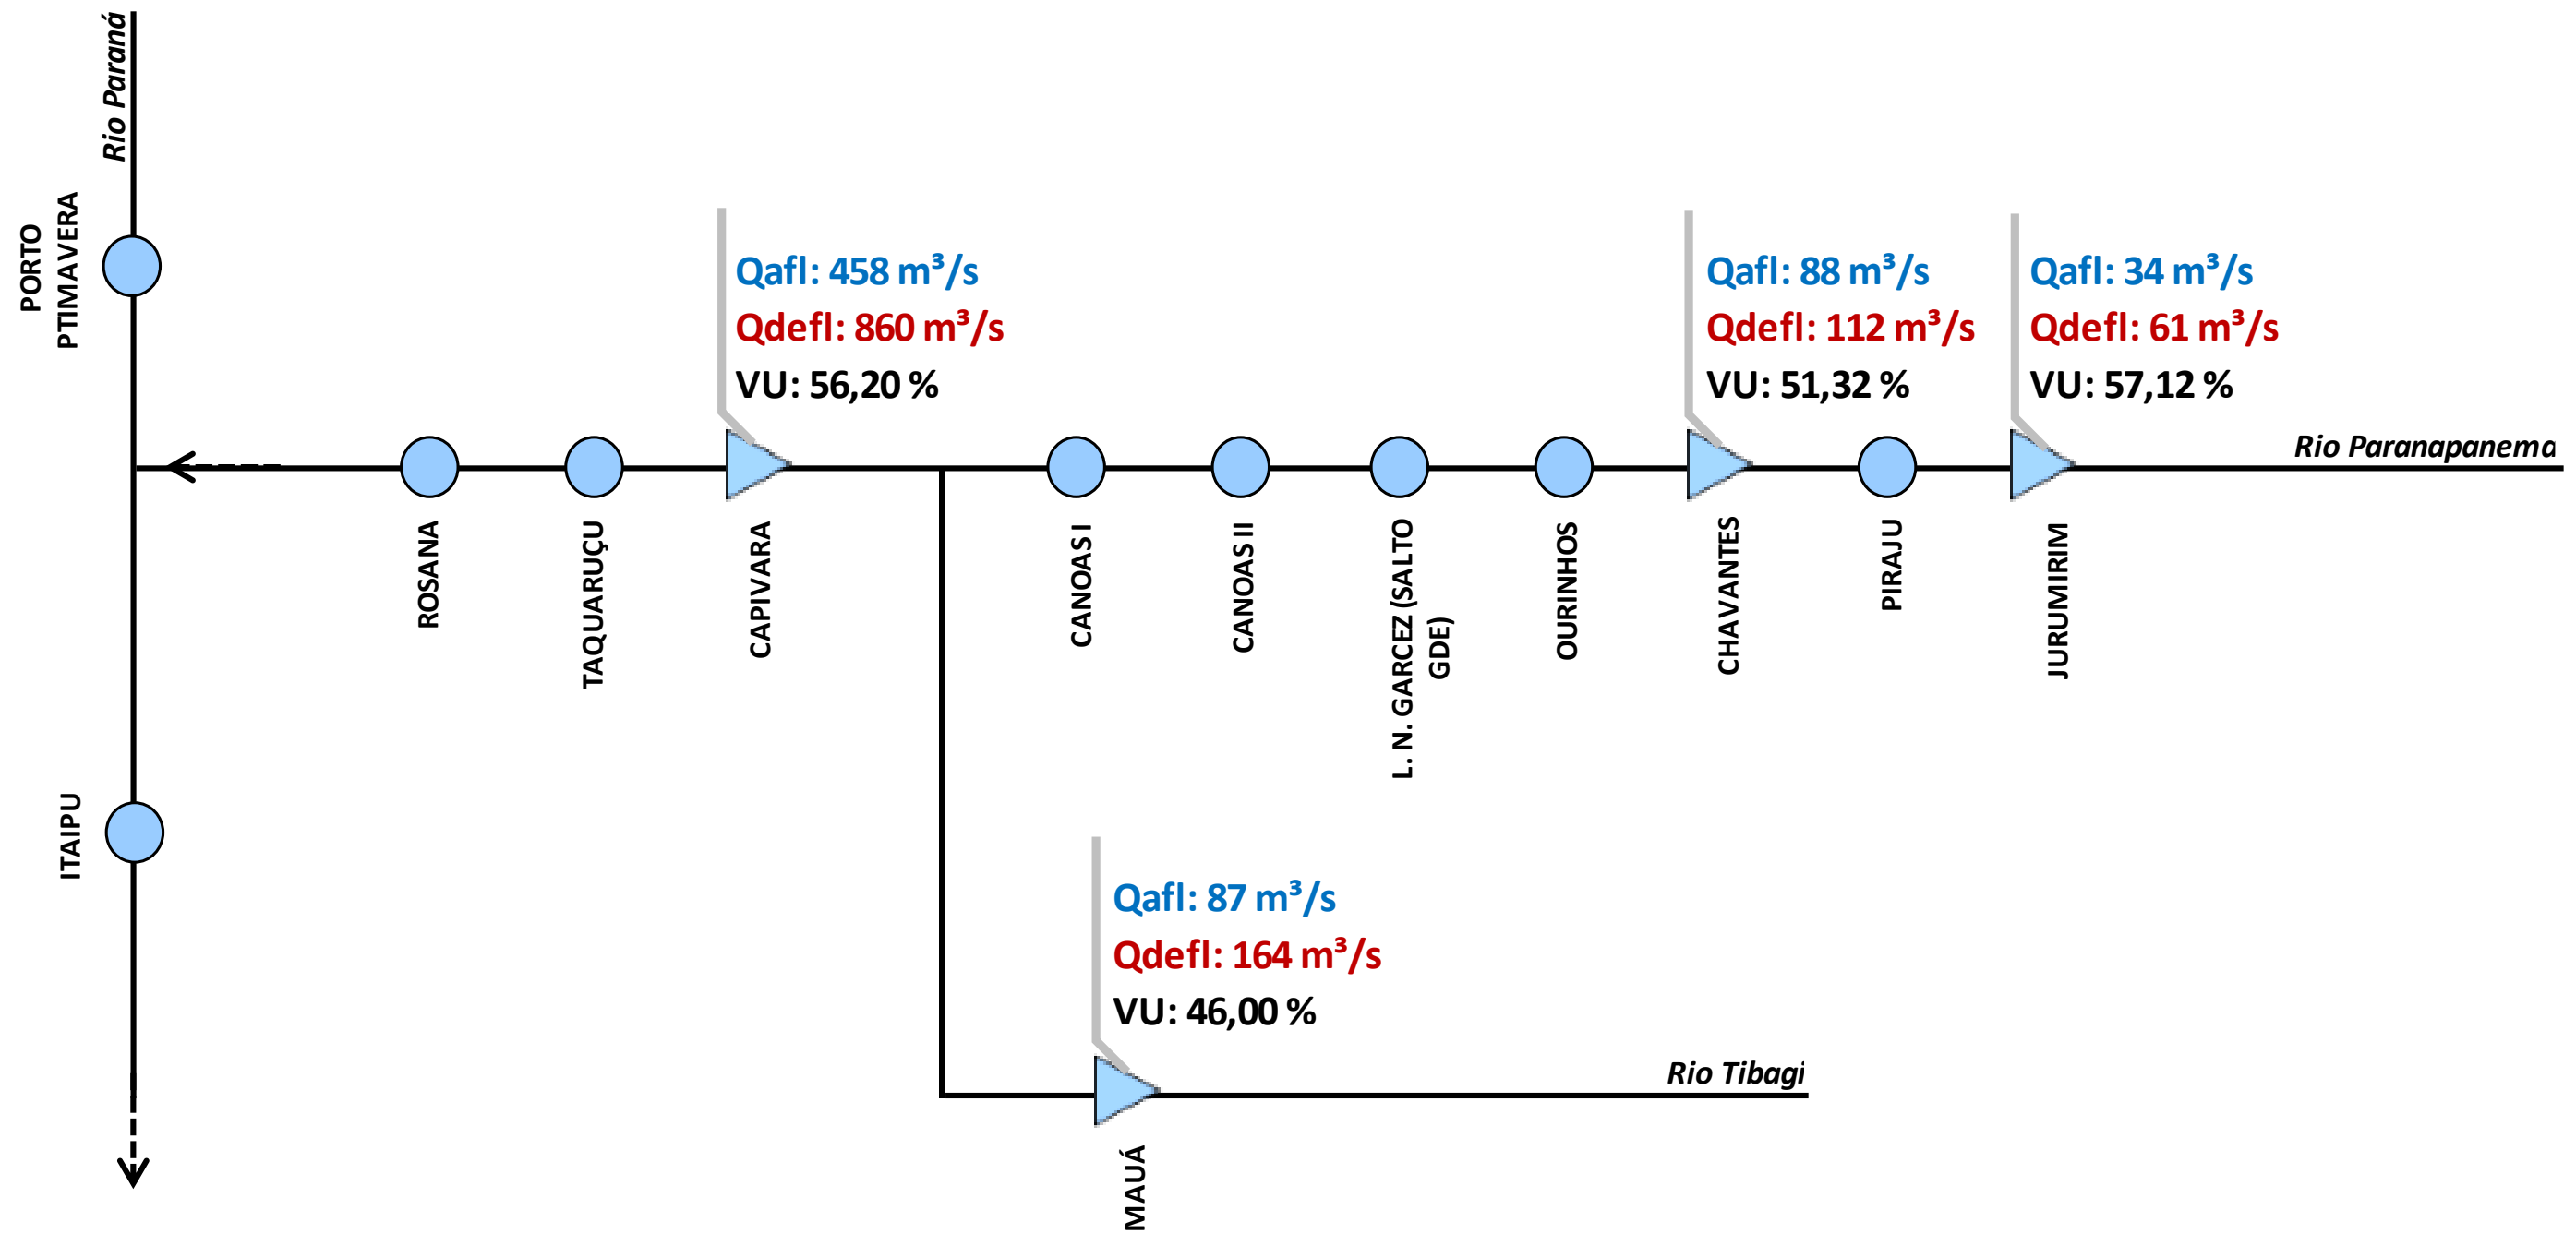 Rio Paraná
PORTO
PTIMAVERA
Qafl: 458 m³/s
Qdefl: 860 m³/s
VU: 56,20 %
Qafl: 88 m³/s
Qdefl: 112 m³/s
VU: 51,32 %
Qafl: 34 m³/s
Qdefl: 61 m³/s
VU: 57,12 %
Rio Paranapanema
ROSANA
TAQUARUÇU
CAPIVARA
CANOAS I
CANOAS II
L. N. GARCEZ (SALTO
GDE)
OURINHOS
CHAVANTES
PIRAJU
JURUMIRIM
ITAIPU
Qafl: 87 m³/s
Qdefl: 164 m³/s
VU: 46,00 %
Rio Tibagi
MAUÁ